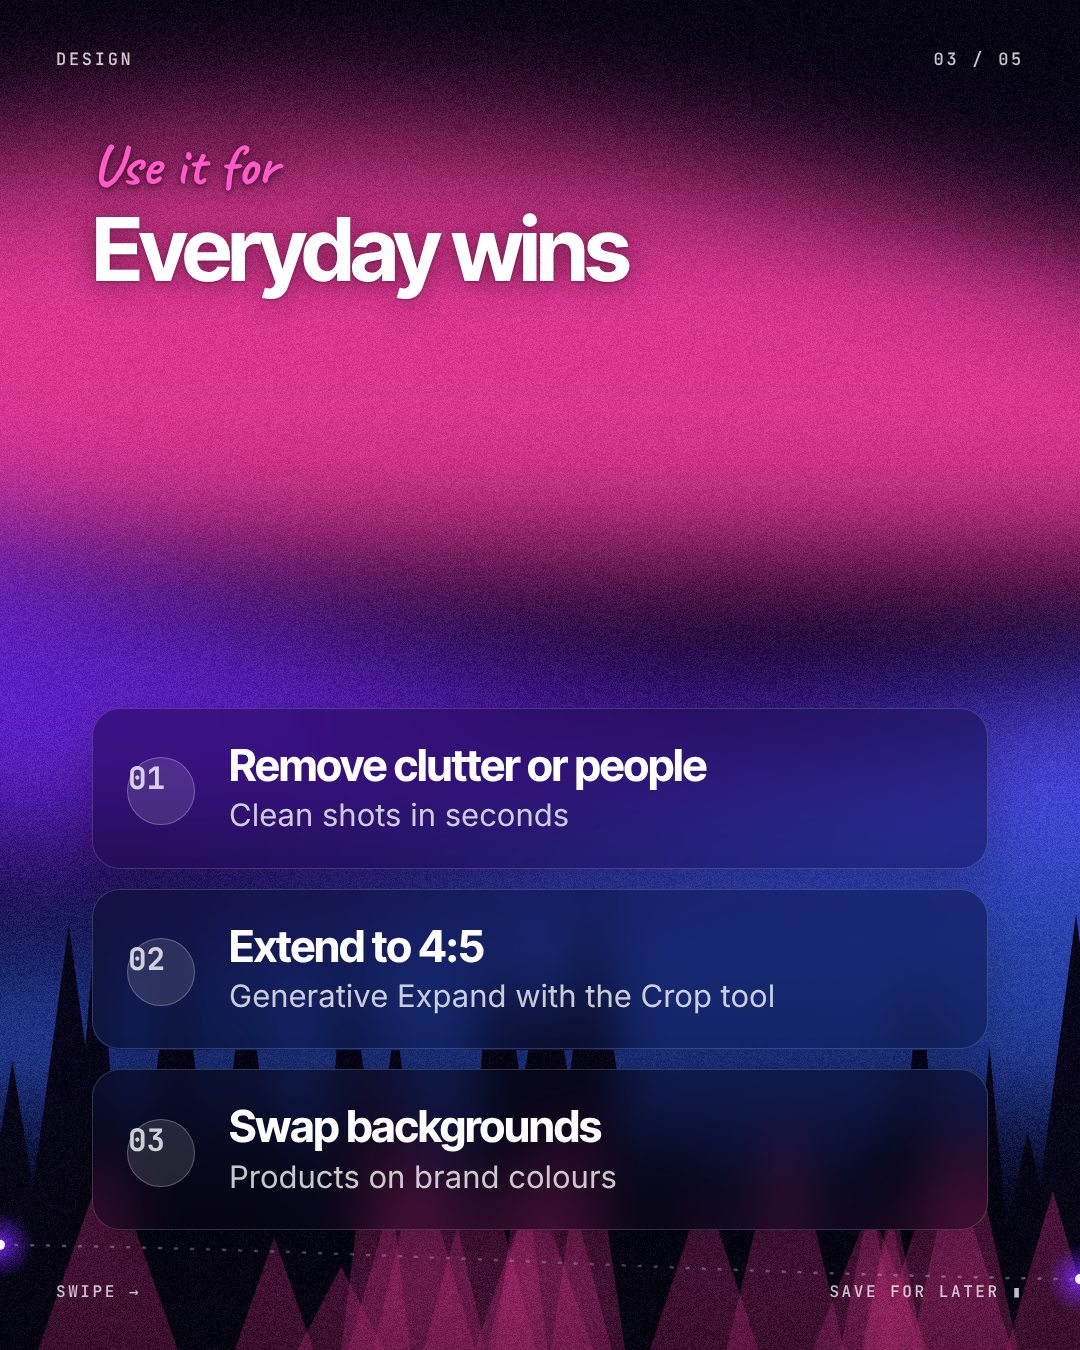 DESIGN
03 / 05
Use it for
Everyday wins
01
Remove clutter or people
Clean shots in seconds
02
Extend to 4:5
Generative Expand with the Crop tool
03
Swap backgrounds
Products on brand colours
SWIPE →
SAVE FOR LATER ▮